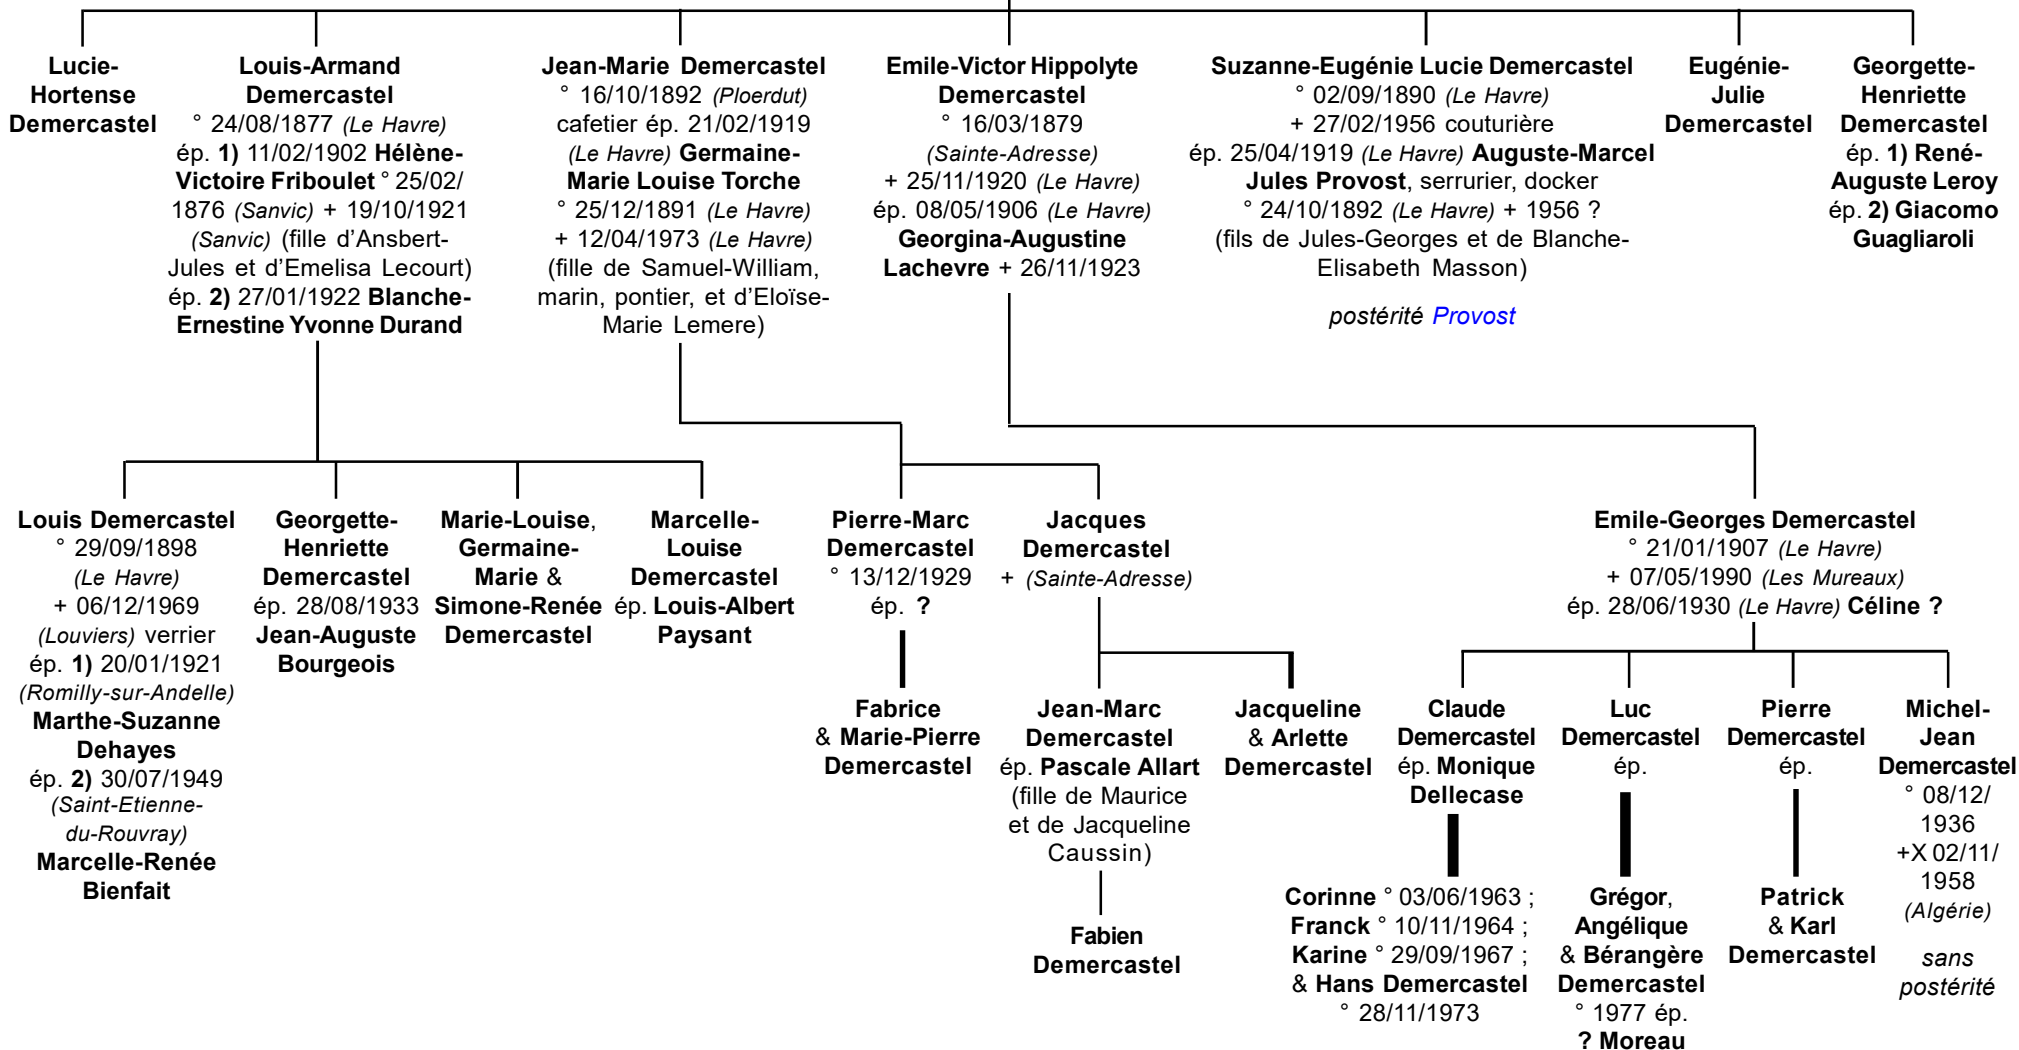 Lucie-
Hortense
Demercastel
Louis-Armand
Demercastel
° 24/08/1877 (Le Havre)
ép. 1) 11/02/1902 Hélène-
Victoire Friboulet ° 25/02/
1876 (Sanvic) + 19/10/1921
(Sanvic) (fille d'Ansbert-
Jules et d'Emelisa Lecourt)
ép. 2) 27/01/1922 Blanche-
Ernestine Yvonne Durand
Jean-Marie Demercastel
° 16/10/1892 (Ploerdut)
cafetier ép. 21/02/1919
(Le Havre) Germaine-
Marie Louise Torche
° 25/12/1891 (Le Havre)
+ 12/04/1973 (Le Havre)
(fille de Samuel-William,
marin, pontier, et d'Eloïse-
Marie Lemere)
Emile-Victor Hippolyte
Demercastel
° 16/03/1879
(Sainte-Adresse)
+ 25/11/1920 (Le Havre)
ép. 08/05/1906 (Le Havre)
Georgina-Augustine
Lachevre + 26/11/1923
Suzanne-Eugénie Lucie Demercastel
° 02/09/1890 (Le Havre)
+ 27/02/1956 couturière
ép. 25/04/1919 (Le Havre) Auguste-Marcel
Jules Provost, serrurier, docker
° 24/10/1892 (Le Havre) + 1956 ?
(fils de Jules-Georges et de Blanche-
Elisabeth Masson)
postérité Provost
Eugénie-
Julie
Demercastel
Georgette-
Henriette
Demercastel
ép. 1) René-
Auguste Leroy
ép. 2) Giacomo
Guagliaroli
Louis Demercastel
° 29/09/1898
(Le Havre)
+ 06/12/1969
(Louviers) verrier
ép. 1) 20/01/1921
(Romilly-sur-Andelle)
Marthe-Suzanne
Dehayes
ép. 2) 30/07/1949
(Saint-Etienne-
du-Rouvray)
Marcelle-Renée
Bienfait
Georgette-
Henriette
Demercastel
ép. 28/08/1933
Jean-Auguste
Bourgeois
Marie-Louise,
Germaine-
Marie &
Simone-Renée
Demercastel
Marcelle-
Louise
Demercastel
ép. Louis-Albert
Paysant
Pierre-Marc
Demercastel
° 13/12/1929
ép. ?
Jacques
Demercastel
+ (Sainte-Adresse)
Emile-Georges Demercastel
° 21/01/1907 (Le Havre)
+ 07/05/1990 (Les Mureaux)
ép. 28/06/1930 (Le Havre) Céline ?
Fabrice
& Marie-Pierre
Demercastel
Jean-Marc
Demercastel
ép. Pascale Allart
(fille de Maurice
et de Jacqueline
Caussin)
Jacqueline
& Arlette
Demercastel
Claude
Demercastel
ép. Monique
Dellecase
Luc
Demercastel
ép.
Pierre
Demercastel
ép.
Michel-
Jean
Demercastel
° 08/12/
1936
+X 02/11/
1958
(Algérie)
sans
postérité
Fabien
Demercastel
Corinne ° 03/06/1963 ;
Franck ° 10/11/1964 ;
Karine ° 29/09/1967 ;
& Hans Demercastel
° 28/11/1973
Grégor,
Angélique
& Bérangère
Demercastel
° 1977 ép.
? Moreau
Patrick
& Karl
Demercastel